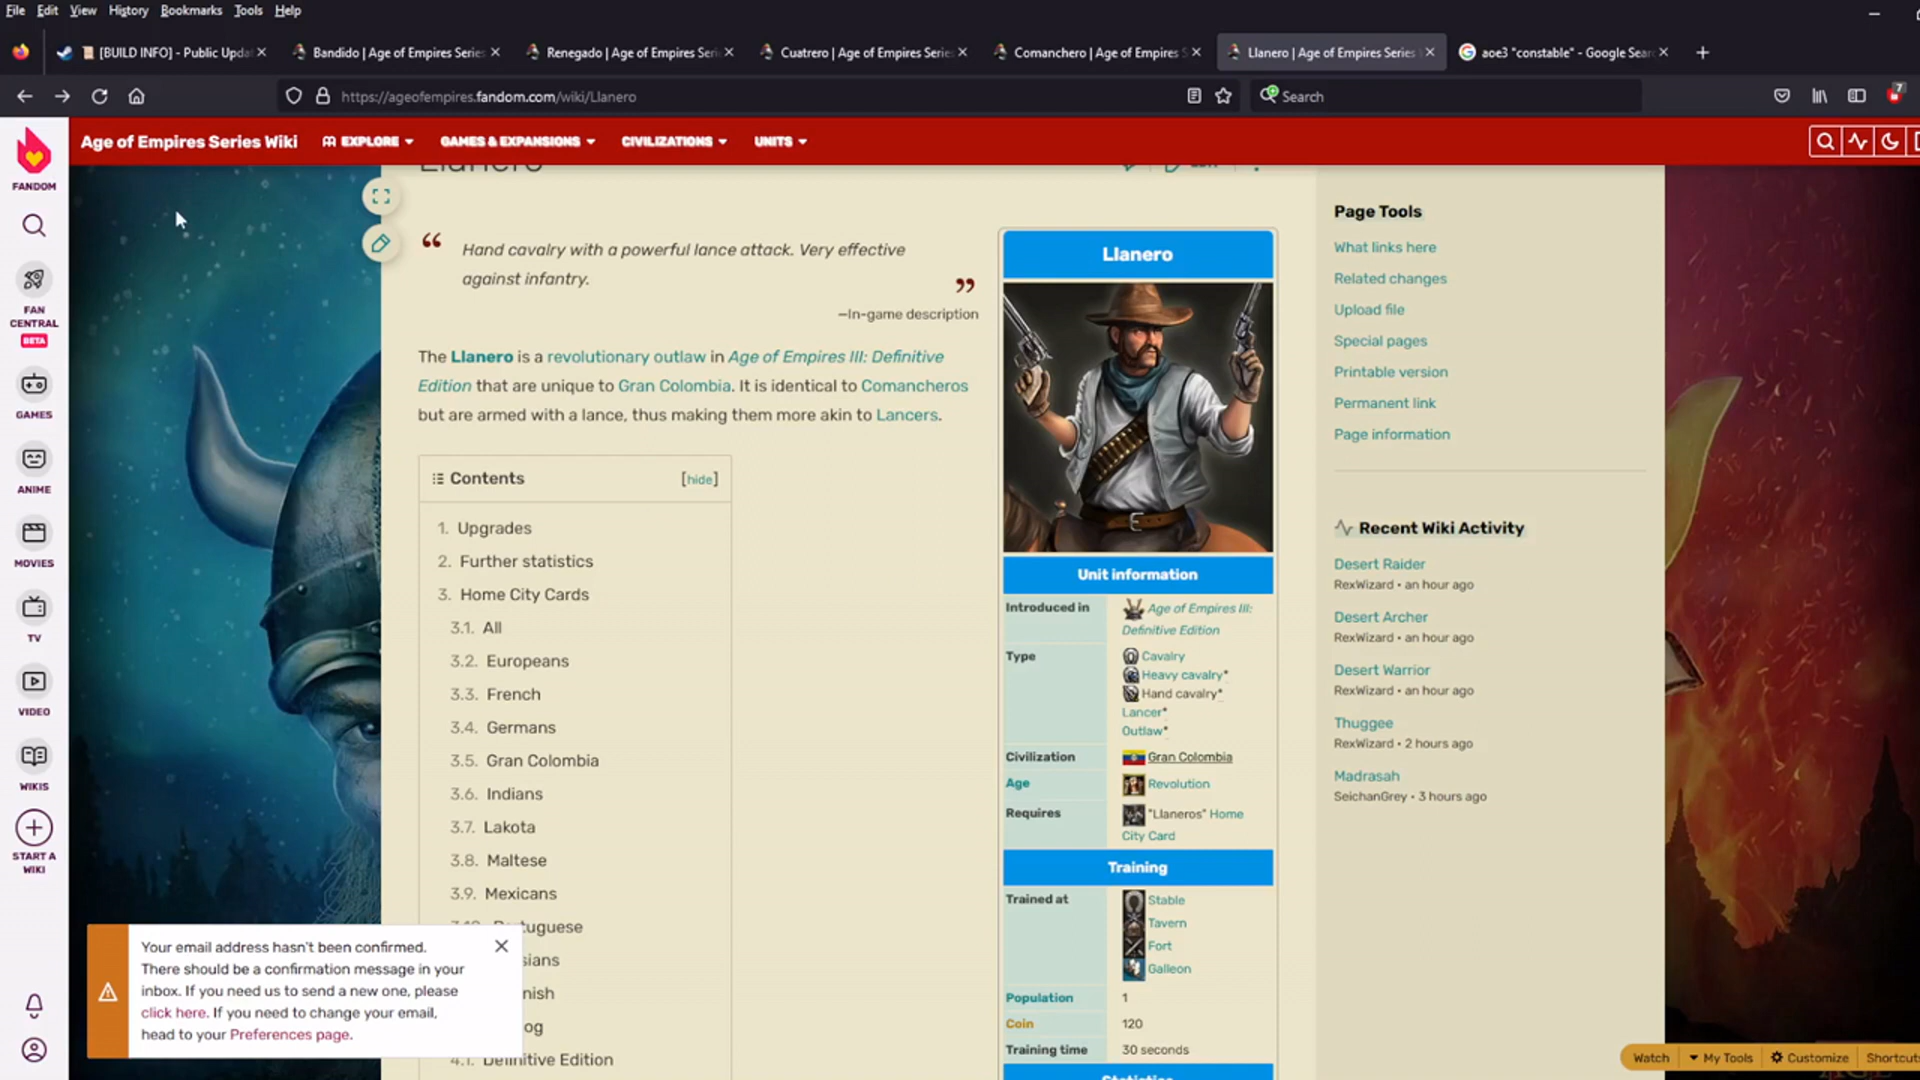 File Edit View History Bookmarks Tools Help
[BUILD INFO] - Public Upda
Bandido | Age of Empires Series
Renegado | Age of Empires Seri
Cuatrero | Age of Empires Serie
Comanchero | Age of Empires S
Llanero | Age of Empires Series
aoe3 "constable" - Google Sear
https://ageofempires.fandom.com/wiki/Llanero
Search
7
Age of Empires Series Wiki
EXPLORE
GAMES & EXPANSIONS
CIVILIZATIONS
UNITS
FANDOM
FAN
CENTRAL
BETA
GAMES
ANIME
MOVIES
TV
VIDEO
WIKIS
START A
WIKI
Llanero
Hand cavalry with a powerful lance attack. Very effective
against infantry.
–In-game description
The Llanero is a revolutionary outlaw in Age of Empires III: Definitive
Edition that are unique to Gran Colombia. It is identical to Comancheros
but are armed with a lance, thus making them more akin to Lancers.
Contents [hide]
1. Upgrades
2. Further statistics
3. Home City Cards
3.1. All
3.2. Europeans
3.3. French
3.4. Germans
3.5. Gran Colombia
3.6. Indians
3.7. Lakota
3.8. Maltese
3.9. Mexicans
tuguese
sians
nish
og
4.1. Definitive Edition
Your email address hasn't been confirmed.
There should be a confirmation message in your
inbox. If you need us to send a new one, please
click here. If you need to change your email,
head to your Preferences page.
Llanero
Unit information
Introduced in Age of Empires III:
Definitive Edition
Type Cavalry
Heavy cavalry*
Hand cavalry*
Lancer*
Outlaw*
Civilization Gran Colombia
Age Revolution
Requires "Llaneros" Home
City Card
Training
Trained at Stable
Tavern
Fort
Galleon
Population 1
Coin 120
Training time 30 seconds
Page Tools
What links here
Related changes
Upload file
Special pages
Printable version
Permanent link
Page information
Recent Wiki Activity
Desert Raider
RexWizard • an hour ago
Desert Archer
RexWizard • an hour ago
Desert Warrior
RexWizard • an hour ago
Thuggee
RexWizard • 2 hours ago
Madrasah
SeichanGrey • 3 hours ago
Watch My Tools Customize Shortcuts